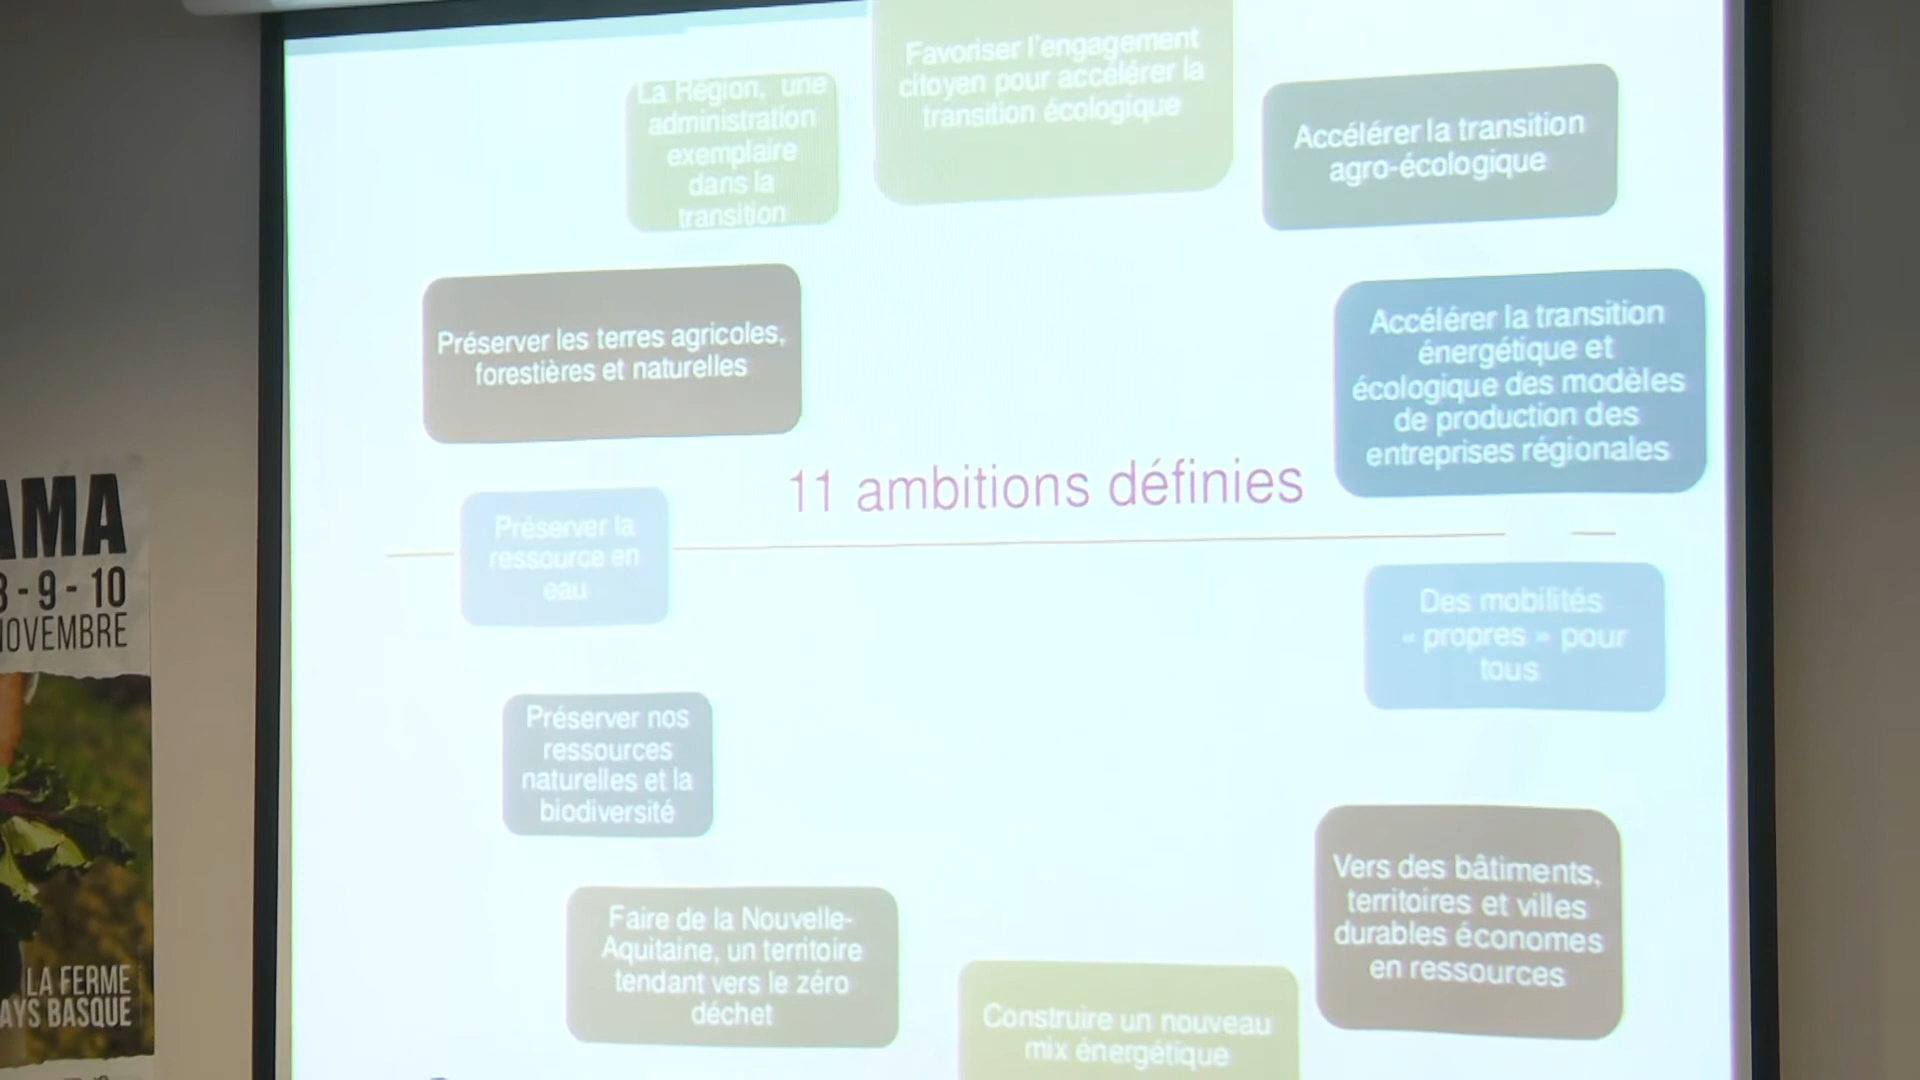 Favoriser l'engagement
citoyen pour accélérer la
transition écologique
La Région, une
administration
exemplaire
dans la
transition
Accélérer la transition
agro-écologique
Préserver les terres agricoles,
forestières et naturelles
Accélérer la transition
énergétique et
écologique des modèles
de production des
entreprises régionales
11 ambitions définies
Préserver la
ressource en
eau
Des mobilités
« propres » pour
tous
Préserver nos
ressources
naturelles et la
biodiversité
Vers des bâtiments,
territoires et villes
durables économes
en ressources
Faire de la Nouvelle-
Aquitaine, un territoire
tendant vers le zéro
déchet
Construire un nouveau
mix énergétique
AMA
8 - 9 - 10
NOVEMBRE
LA FERME
PAYS BASQUE